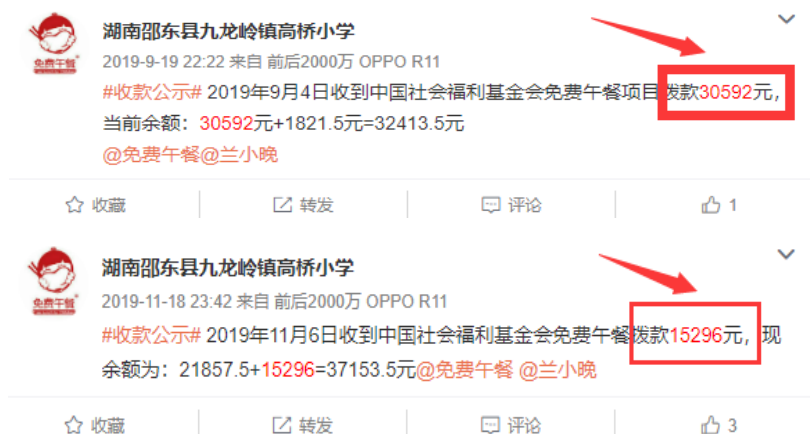 湖南邵东县九龙岭镇高桥小学
免费午餐
2019-9-19 22:22 来自 前后2000万 OPPO R11
#收款公示# 2019年9月4日收到中国社会福利基金会免费午餐项目拨款30592元，
当前余额：30592元+1821.5元=32413.5元
@免费午餐@兰小晚
收藏 转发 评论 1
湖南邵东县九龙岭镇高桥小学
免费午餐
2019-11-18 23:42 来自 前后2000万 OPPO R11
#收款公示# 2019年11月6日收到中国社会福利基金会免费午餐拨款15296元，现
余额为：21857.5+15296=37153.5元@免费午餐 @兰小晚
收藏 转发 评论 3